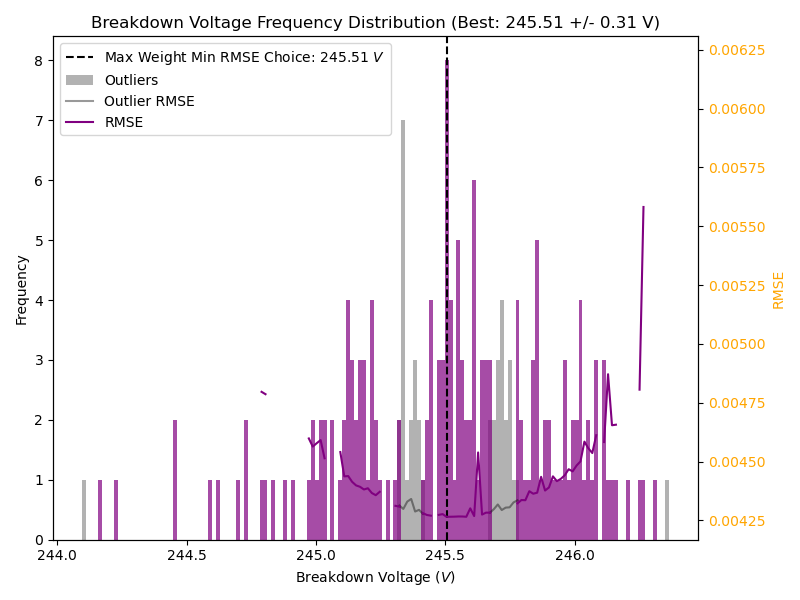 Breakdown Voltage Frequency Distribution (Best: 245.51 +/- 0.31 V)
Max Weight Min RMSE Choice: 245.51 V
Outliers
Outlier RMSE
RMSE
8
7
6
5
4
3
2
1
0
Frequency
0.00625
0.00600
0.00575
0.00550
0.00525
0.00500
0.00475
0.00450
0.00425
RMSE
244.0 244.5 245.0 245.5 246.0
Breakdown Voltage (V)